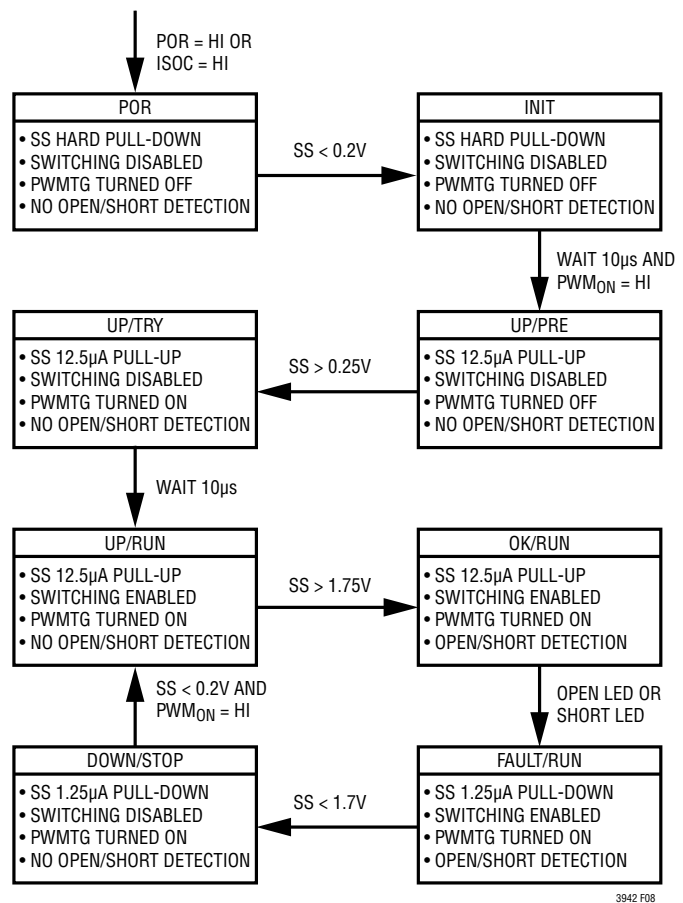 POR = HI OR
ISOC = HI
POR
• SS HARD PULL-DOWN
• SWITCHING DISABLED
• PWMTG TURNED OFF
• NO OPEN/SHORT DETECTION
SS < 0.2V
INIT
• SS HARD PULL-DOWN
• SWITCHING DISABLED
• PWMTG TURNED OFF
• NO OPEN/SHORT DETECTION
WAIT 10µs AND
PWMON = HI
UP/PRE
• SS 12.5µA PULL-UP
• SWITCHING DISABLED
• PWMTG TURNED OFF
• NO OPEN/SHORT DETECTION
SS > 0.25V
UP/TRY
• SS 12.5µA PULL-UP
• SWITCHING DISABLED
• PWMTG TURNED ON
• NO OPEN/SHORT DETECTION
WAIT 10µs
UP/RUN
• SS 12.5µA PULL-UP
• SWITCHING ENABLED
• PWMTG TURNED ON
• NO OPEN/SHORT DETECTION
SS > 1.75V
OK/RUN
• SS 12.5µA PULL-UP
• SWITCHING ENABLED
• PWMTG TURNED ON
• OPEN/SHORT DETECTION
OPEN LED OR
SHORT LED
FAULT/RUN
• SS 1.25µA PULL-DOWN
• SWITCHING ENABLED
• PWMTG TURNED ON
• OPEN/SHORT DETECTION
SS < 1.7V
DOWN/STOP
• SS 1.25µA PULL-DOWN
• SWITCHING DISABLED
• PWMTG TURNED ON
• NO OPEN/SHORT DETECTION
SS < 0.2V AND
PWMON = HI
3942 F08